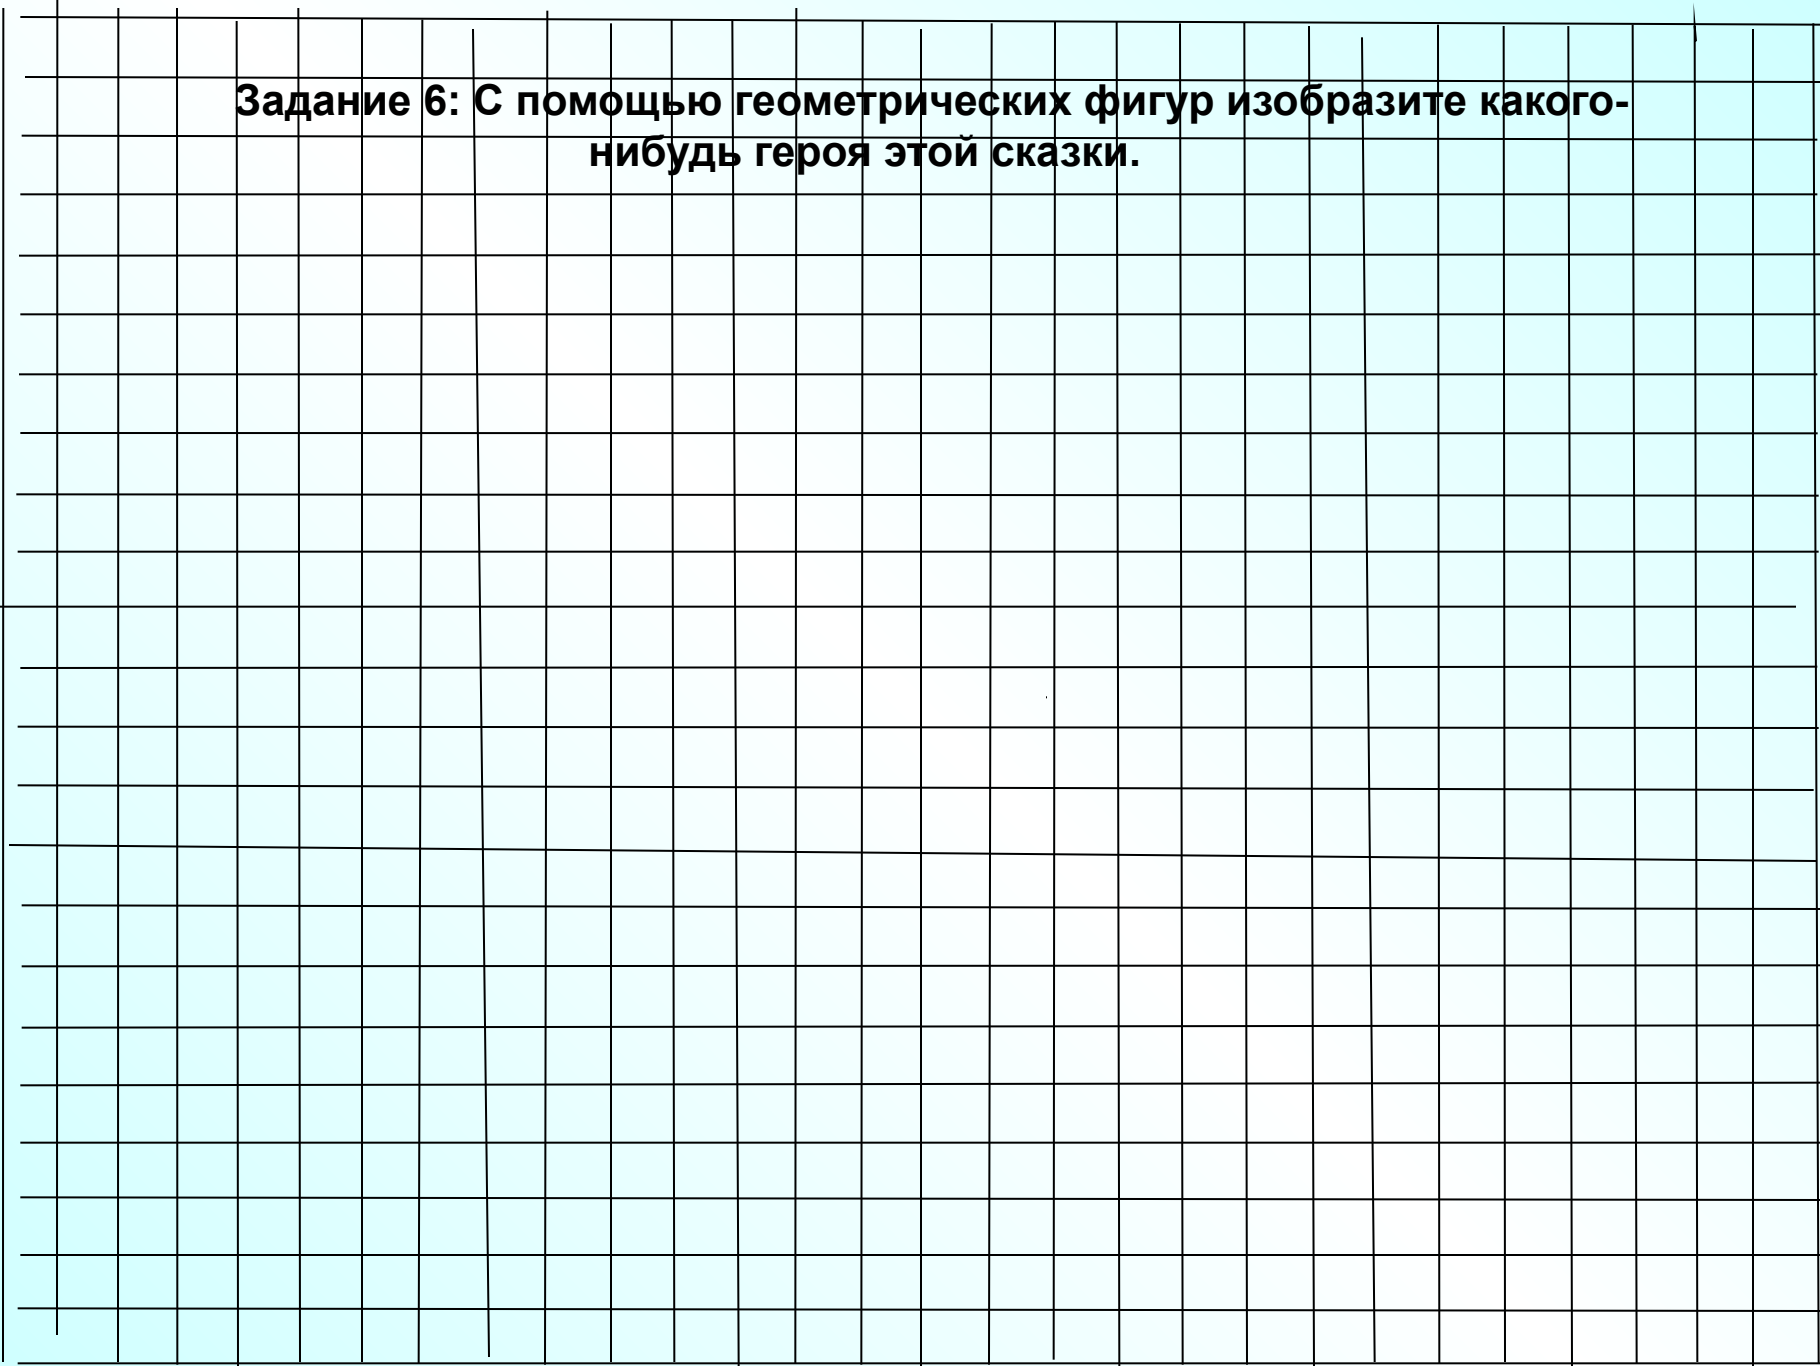 Задание 6: С помощью геометрических фигур изобразите какого-
нибудь героя этой сказки.